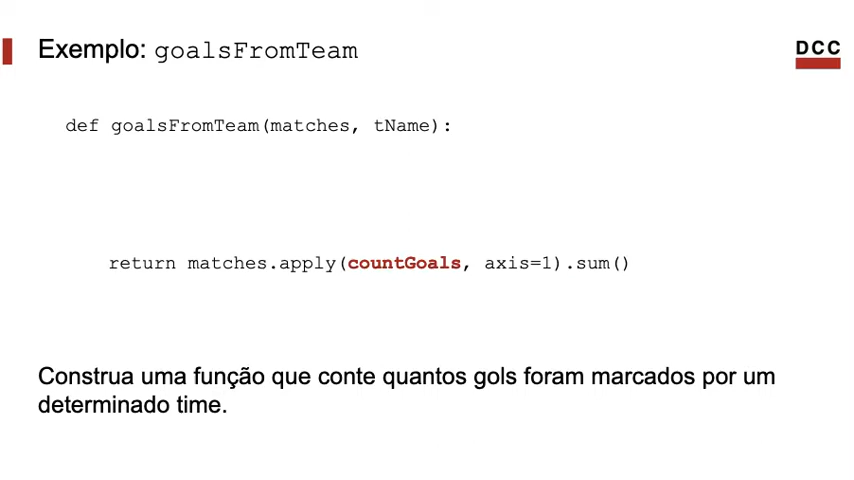 Exemplo: goalsFromTeam
DCC
def goalsFromTeam(matches, tName):
return matches.apply(countGoals, axis=1).sum()
Construa uma função que conte quantos gols foram marcados por um
determinado time.